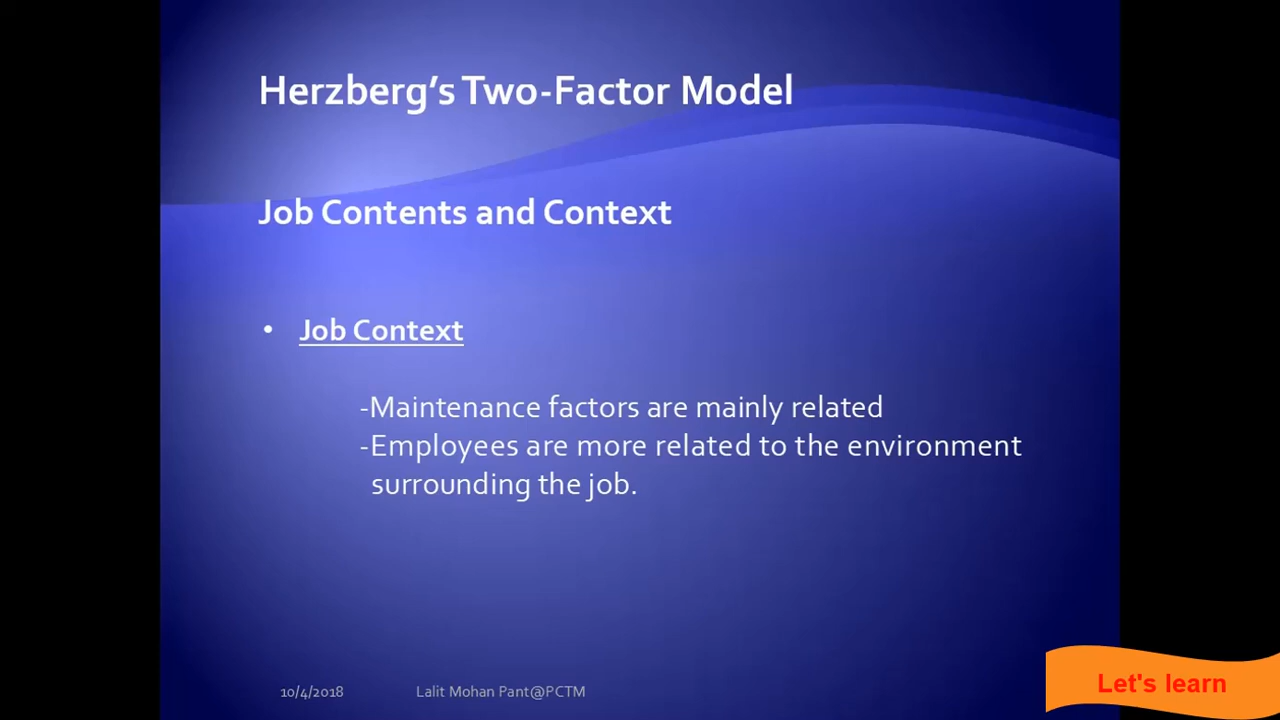 Herzberg’s Two-Factor Model
Job Contents and Context
• Job Context
-Maintenance factors are mainly related
-Employees are more related to the environment
surrounding the job.
10/4/2018
Lalit Mohan Pant@PCTM
Let's learn